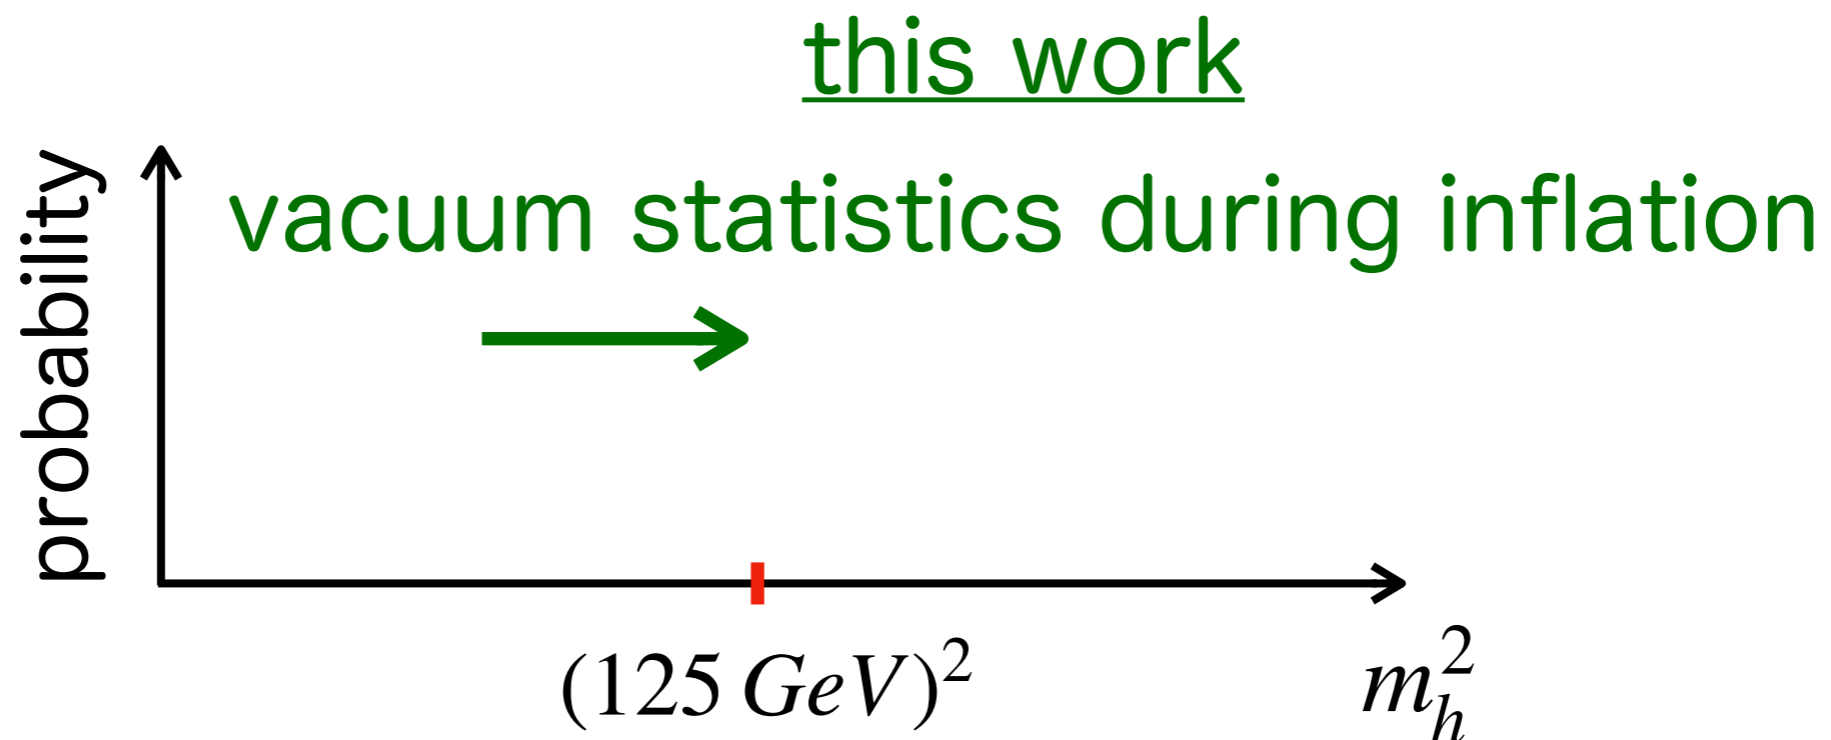 this work
probability
vacuum statistics during inflation
(125 GeV)²
m_h²